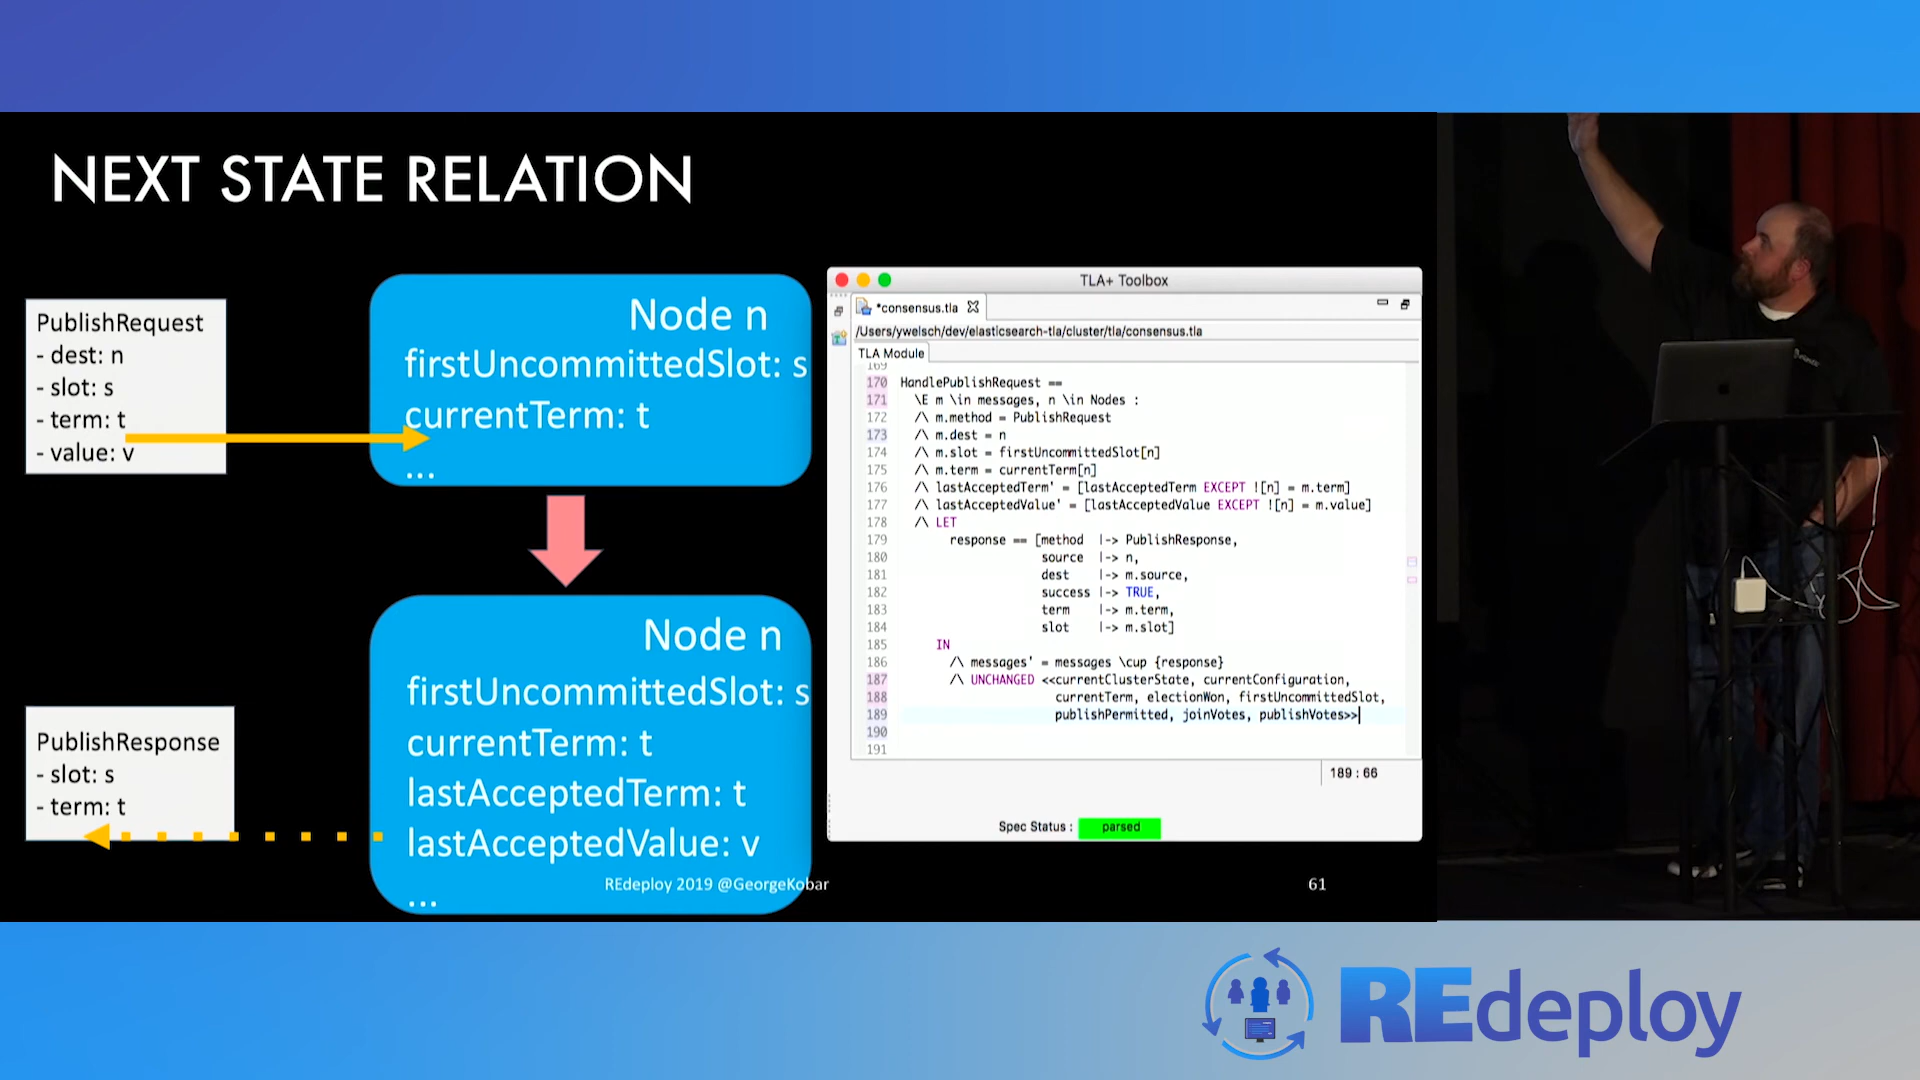 NEXT STATE RELATION
PublishRequest
- dest: n
- slot: s
- term: t
- value: v
Node n
firstUncommittedSlot: s
currentTerm: t
...
Node n
firstUncommittedSlot: s
currentTerm: t
lastAcceptedTerm: t
lastAcceptedValue: v
...
PublishResponse
- slot: s
- term: t
TLA+ Toolbox
*consensus.tla
/Users/ywelsch/dev/elasticsearch-tla/cluster/tla/consensus.tla
TLA Module
169
170 HandlePublishRequest ==
171 \E m \in messages, n \in Nodes :
172 /\ m.method = PublishRequest
173 /\ m.dest = n
174 /\ m.slot = firstUncommittedSlot[n]
175 /\ m.term = currentTerm[n]
176 /\ lastAcceptedTerm' = [lastAcceptedTerm EXCEPT ![n] = m.term]
177 /\ lastAcceptedValue' = [lastAcceptedValue EXCEPT ![n] = m.value]
178 /\ LET
179 response == [method |-> PublishResponse,
180 source |-> n,
181 dest |-> m.source,
182 success |-> TRUE,
183 term |-> m.term,
184 slot |-> m.slot]
185 IN
186 /\ messages' = messages \cup {response}
187 /\ UNCHANGED <<currentClusterState, currentConfiguration,
188 currentTerm, electionWon, firstUncommittedSlot,
189 publishPermitted, joinVotes, publishVotes>>
190
191
189 : 66
Spec Status : parsed
REdeploy 2019 @GeorgeKobar
61
REdeploy